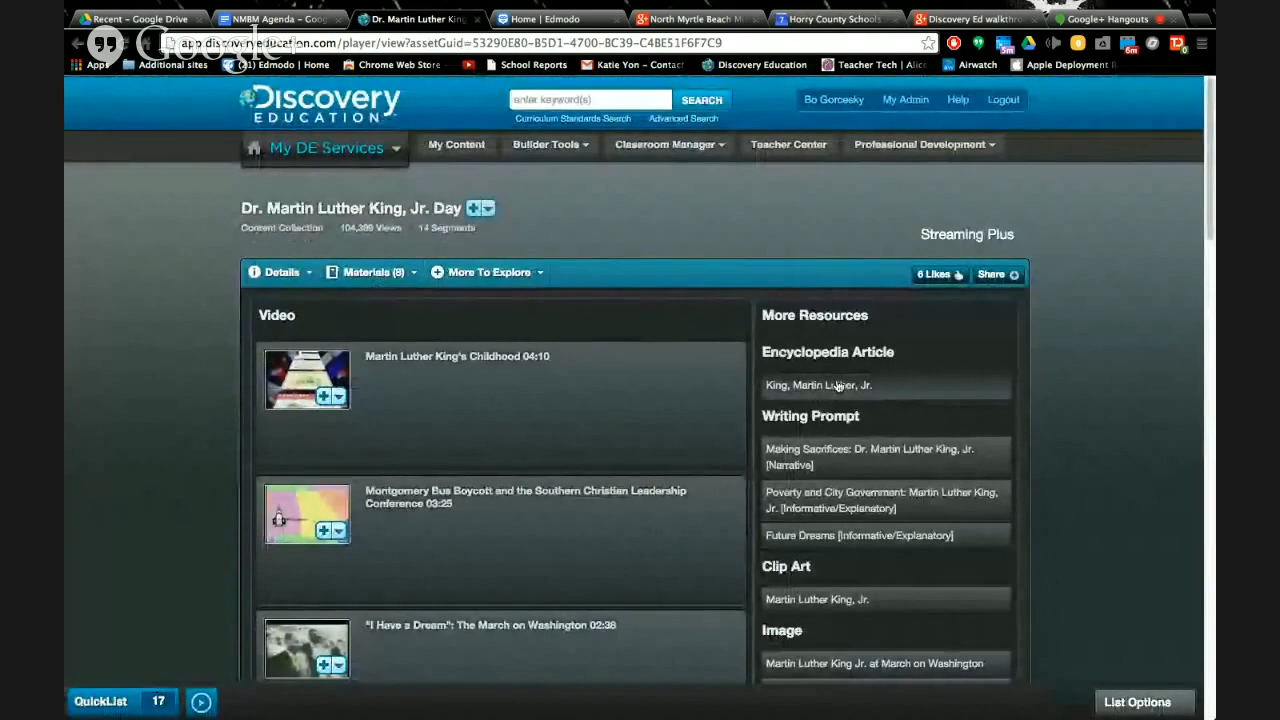 Recent – Google Drive
NMBM Agenda – Goog
Dr. Martin Luther King
Home | Edmodo
North Myrtle Beach M
Horry County Schools
Discovery Ed walkthro
Google+ Hangouts
Google+
app.discoveryeducation.com/player/view?assetGuid=53290E80-B5D1-4700-BC39-C4BE51F6F7C9
Apps
Additional sites
Edmodo | Home
Chrome Web Store
School Reports
Katie Yon – Contact
Discovery Education
Teacher Tech | Alic
Airwatch
Apple Deployment
Discovery
EDUCATION
enter keyword(s)
SEARCH
Curriculum Standards Search
Advanced Search
Bo Gorcesky
My Admin
Help
Logout
My DE Services
My Content
Builder Tools
Classroom Manager
Teacher Center
Professional Development
Dr. Martin Luther King, Jr. Day
Content Collection
104,399 Views
14 Segments
Streaming Plus
Details
Materials (8)
More To Explore
6 Likes
Share
Video
Martin Luther King's Childhood 04:10
Montgomery Bus Boycott and the Southern Christian Leadership
Conference 03:25
"I Have a Dream": The March on Washington 02:38
More Resources
Encyclopedia Article
King, Martin Luther, Jr.
Writing Prompt
Making Sacrifices: Dr. Martin Luther King, Jr.
[Narrative]
Poverty and City Government: Martin Luther King,
Jr. [Informative/Explanatory]
Future Dreams [Informative/Explanatory]
Clip Art
Martin Luther King, Jr.
Image
Martin Luther King Jr. at March on Washington
QuickList
17
List Options